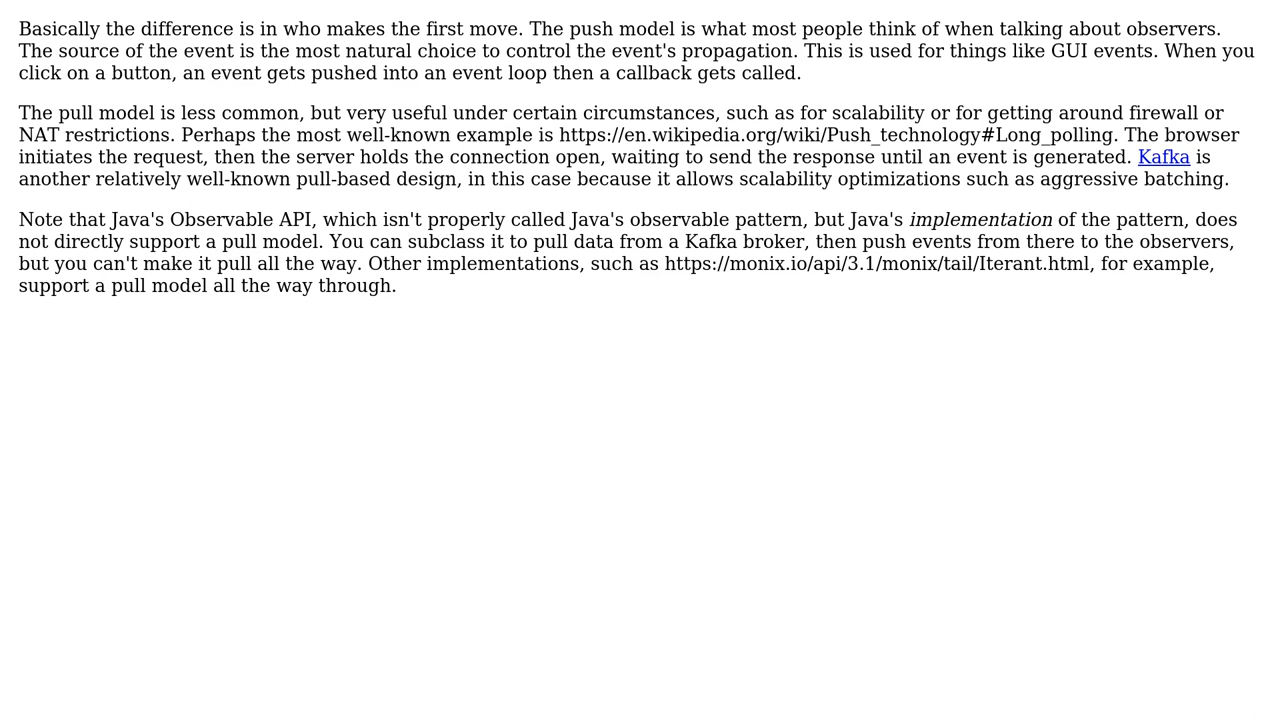 Basically the difference is in who makes the first move. The push model is what most people think of when talking about observers.
The source of the event is the most natural choice to control the event's propagation. This is used for things like GUI events. When you
click on a button, an event gets pushed into an event loop then a callback gets called.
The pull model is less common, but very useful under certain circumstances, such as for scalability or for getting around firewall or
NAT restrictions. Perhaps the most well-known example is https://en.wikipedia.org/wiki/Push_technology#Long_polling. The browser
initiates the request, then the server holds the connection open, waiting to send the response until an event is generated. Kafka is
another relatively well-known pull-based design, in this case because it allows scalability optimizations such as aggressive batching.
Note that Java's Observable API, which isn't properly called Java's observable pattern, but Java's implementation of the pattern, does
not directly support a pull model. You can subclass it to pull data from a Kafka broker, then push events from there to the observers,
but you can't make it pull all the way. Other implementations, such as https://monix.io/api/3.1/monix/tail/Iterant.html, for example,
support a pull model all the way through.